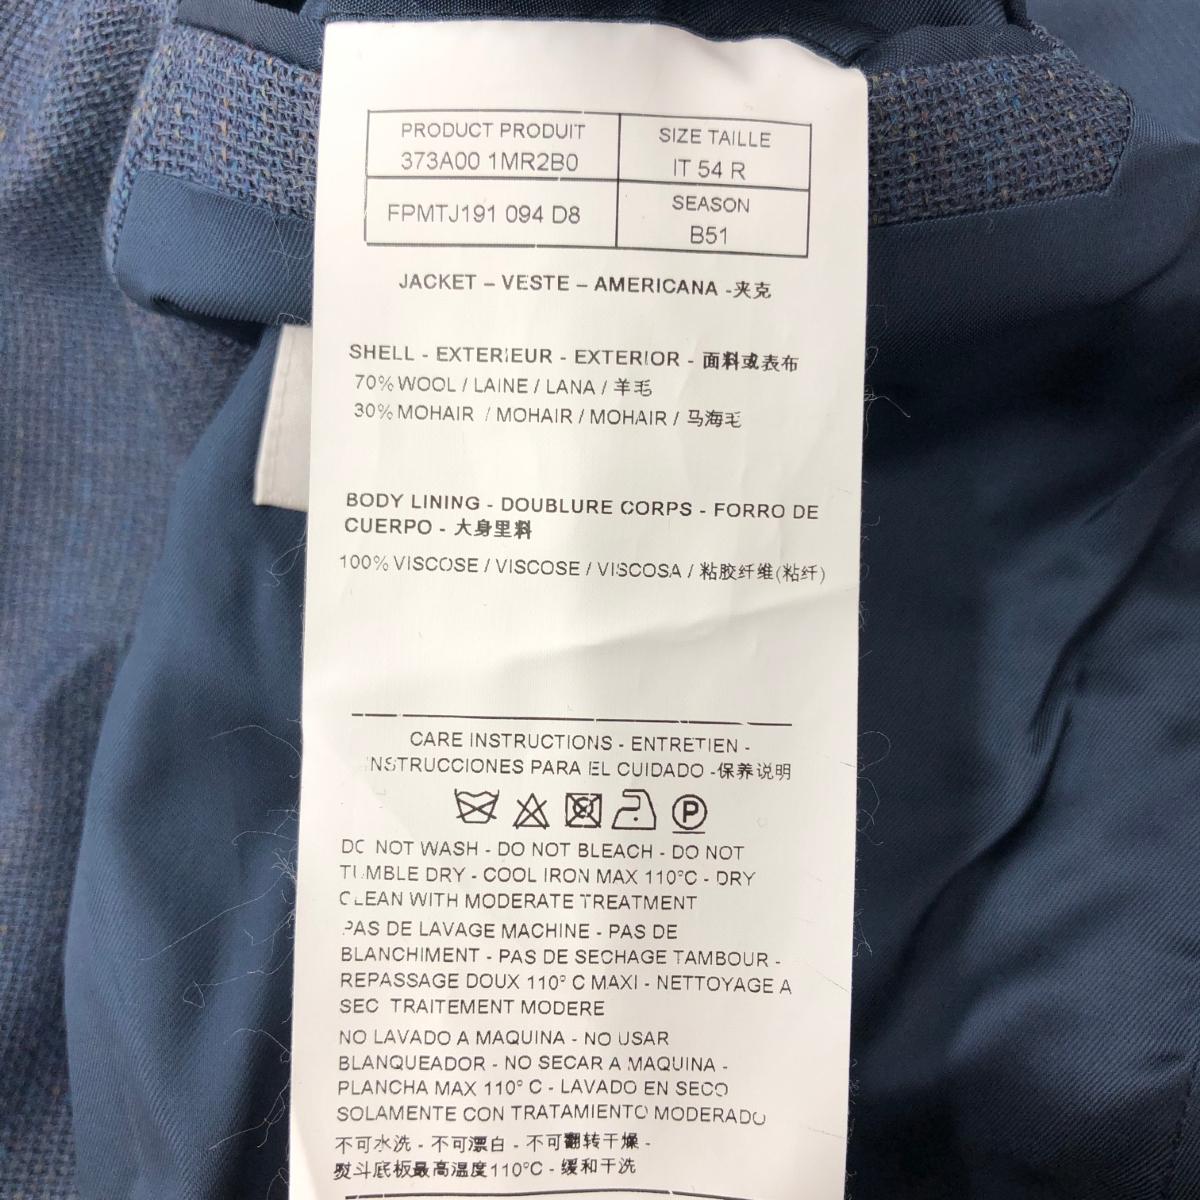 PRODUCT PRODUIT
373A00 1MR2B0
SIZE TAILLE
IT 54 R
FPMTJ191 094 D8
SEASON
B51
JACKET – VESTE – AMERICANA -夹克
SHELL - EXTERIEUR - EXTERIOR - 面料或表布
70% WOOL / LAINE / LANA / 羊毛
30% MOHAIR / MOHAIR / MOHAIR / 马海毛
BODY LINING - DOUBLURE CORPS - FORRO DE
CUERPO - 大身里料
100% VISCOSE / VISCOSE / VISCOSA / 粘胶纤维(粘纤)
CARE INSTRUCTIONS - ENTRETIEN -
INSTRUCCIONES PARA EL CUIDADO -保养说明
P
DO NOT WASH - DO NOT BLEACH - DO NOT
TUMBLE DRY - COOL IRON MAX 110°C - DRY
CLEAN WITH MODERATE TREATMENT
PAS DE LAVAGE MACHINE - PAS DE
BLANCHIMENT - PAS DE SECHAGE TAMBOUR -
REPASSAGE DOUX 110° C MAXI - NETTOYAGE A
SEC TRAITEMENT MODERE
NO LAVADO A MAQUINA - NO USAR
BLANQUEADOR - NO SECAR A MAQUINA -
PLANCHA MAX 110° C - LAVADO EN SECO
SOLAMENTE CON TRATAMIENTO MODERADO
不可水洗 - 不可漂白 - 不可翻转干燥 -
熨斗底板最高温度110°C - 缓和干洗